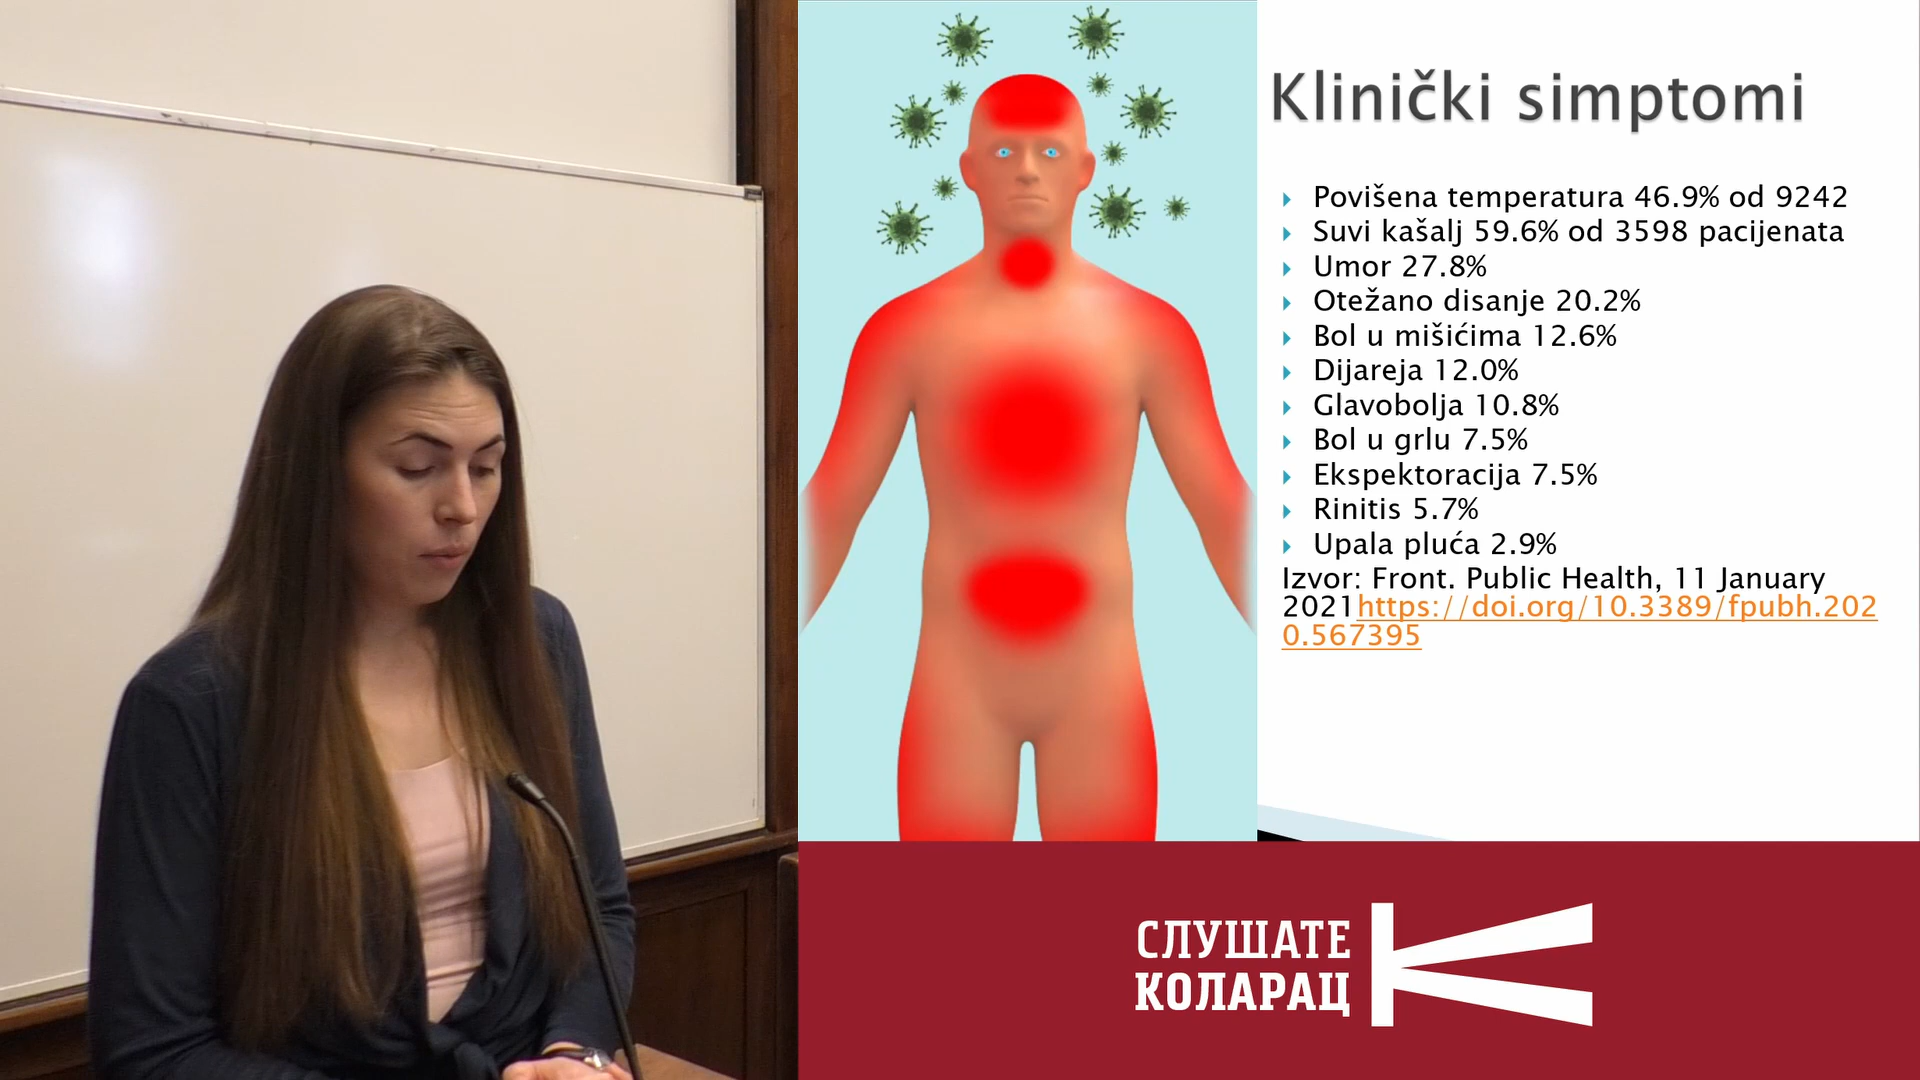 Klinički simptomi
Povišena temperatura 46.9% od 9242
Suvi kašalj 59.6% od 3598 pacijenata
Umor 27.8%
Otežano disanje 20.2%
Bol u mišićima 12.6%
Dijareja 12.0%
Glavobolja 10.8%
Bol u grlu 7.5%
Ekspektoracija 7.5%
Rinitis 5.7%
Upala pluća 2.9%
Izvor: Front. Public Health, 11 January
2021https://doi.org/10.3389/fpubh.202
0.567395
СЛУШАТЕ
КОЛАРАЦ